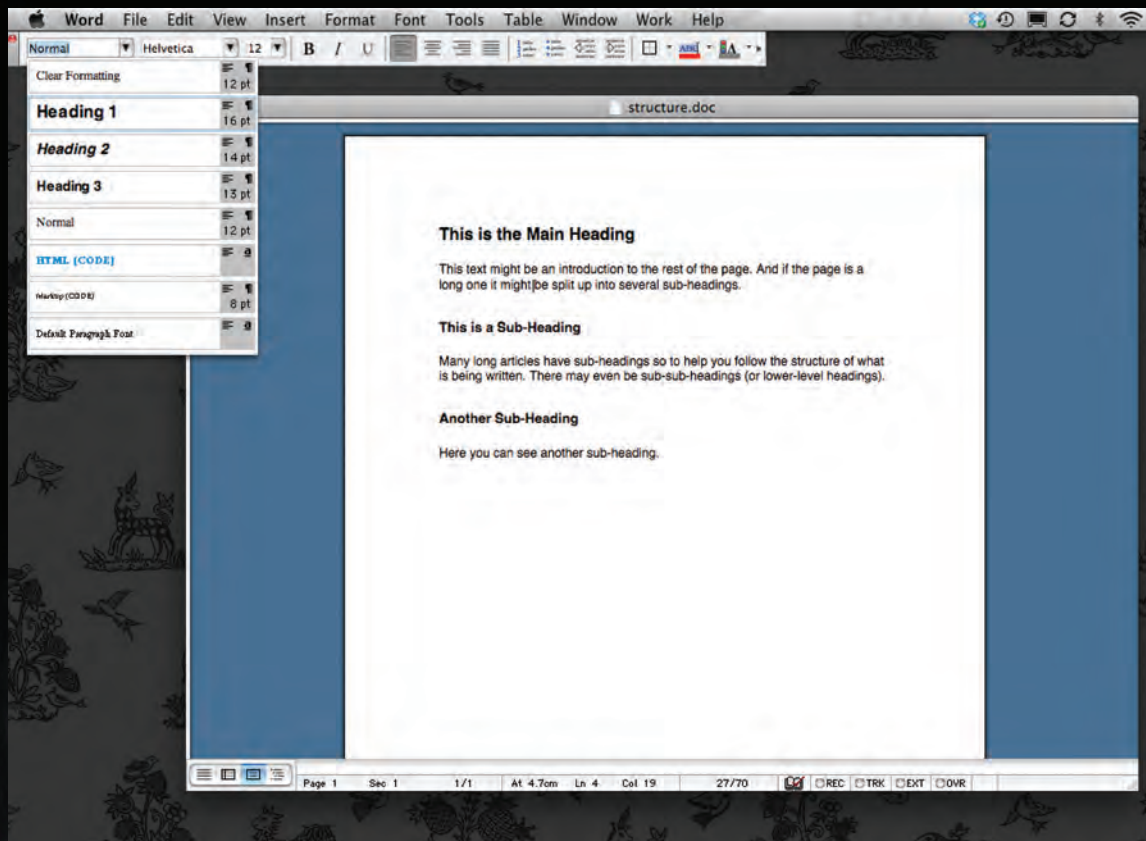 Word File Edit View Insert Format Font Tools Table Window Work Help
Normal Helvetica 12 B I U ABC A
Clear Formatting 12 pt
Heading 1 16 pt
Heading 2 14 pt
Heading 3 13 pt
Normal 12 pt
HTML [CODE] a
Markup (CODE) 8 pt
Default Paragraph Font a
structure.doc
This is the Main Heading
This text might be an introduction to the rest of the page. And if the page is a
long one it might be split up into several sub-headings.
This is a Sub-Heading
Many long articles have sub-headings so to help you follow the structure of what
is being written. There may even be sub-sub-headings (or lower-level headings).
Another Sub-Heading
Here you can see another sub-heading.
Page 1 Sec 1 1/1 At 4.7cm Ln 4 Col 19 27/70 REC TRK EXT OVR